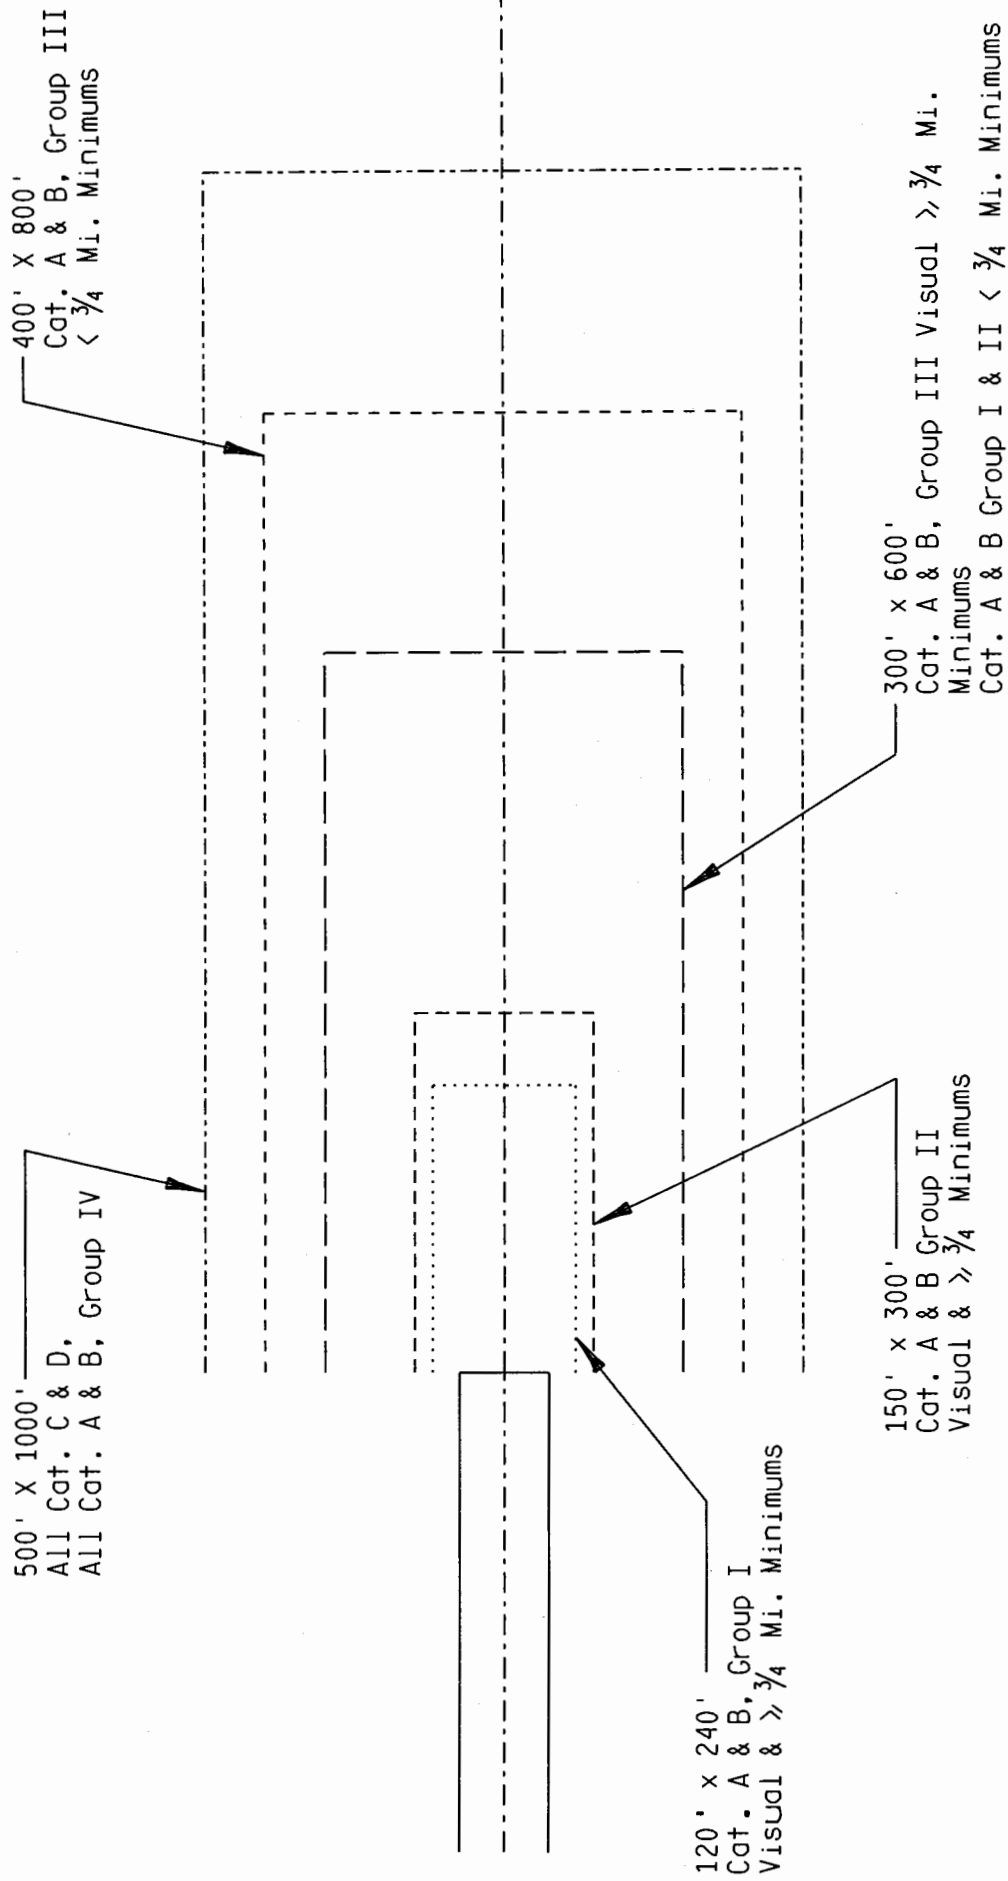 500' X 1000'
All Cat. C & D,
All Cat. A & B, Group IV
400' X 800'
Cat. A & B, Group III
< ¾ Mi. Minimums
120' x 240'
Cat. A & B, Group I
Visual & ⩾ ¾ Mi. Minimums
150' x 300'
Cat. A & B Group II
Visual & ⩾ ¾ Minimums
300' x 600'
Cat. A & B, Group III Visual ⩾ ¾ Mi.
Minimums
Cat. A & B Group I & II < ¾ Mi. Minimums